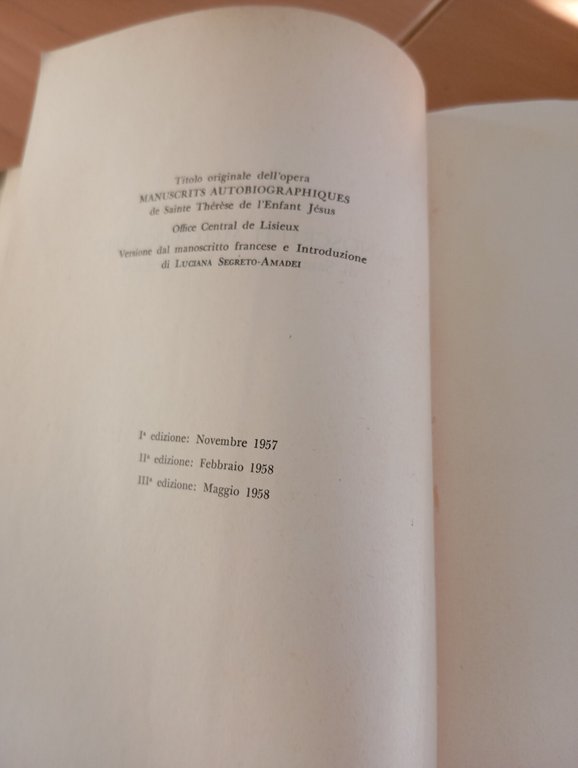 Titolo originale dell'opera
MANUSCRITS AUTOBIOGRAPHIQUES
de Sainte Thérèse de l'Enfant Jésus
Office Central de Lisieux
Versione dal manoscritto francese e Introduzione
di LUCIANA SEGRETO-AMADEI
Iª edizione: Novembre 1957
IIª edizione: Febbraio 1958
IIIª edizione: Maggio 1958